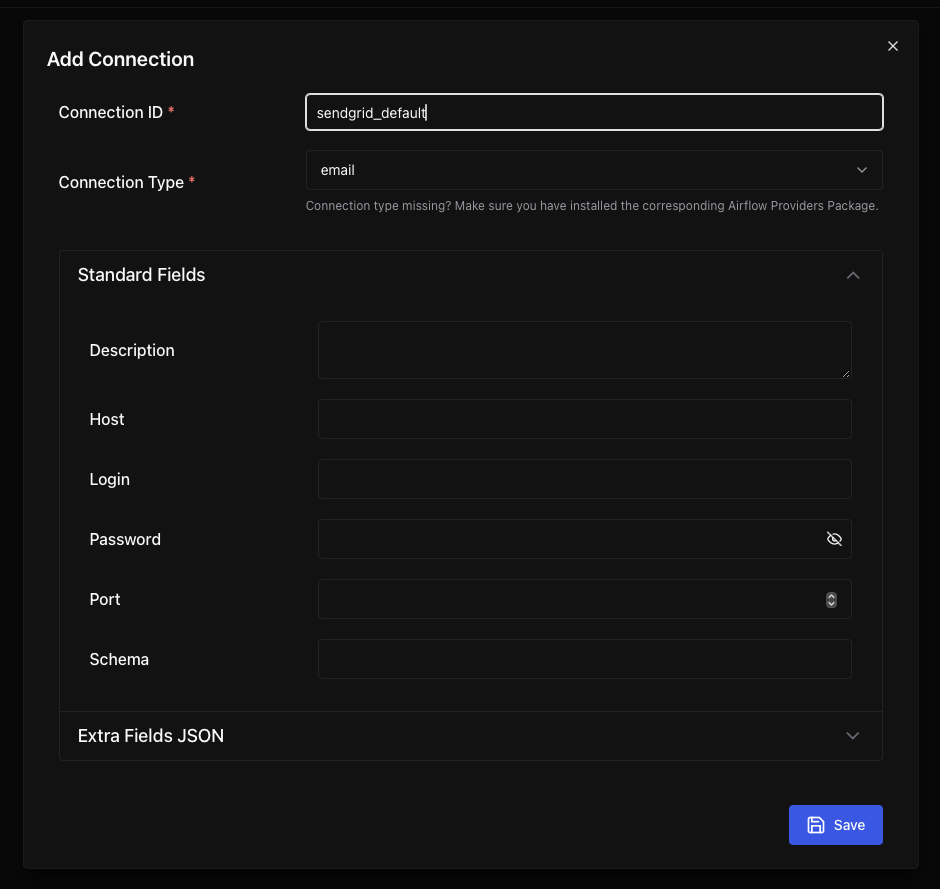 Add Connection
Connection ID *
sendgrid_default
Connection Type *
email
Connection type missing? Make sure you have installed the corresponding Airflow Providers Package.
Standard Fields
Description
Host
Login
Password
Port
Schema
Extra Fields JSON
Save